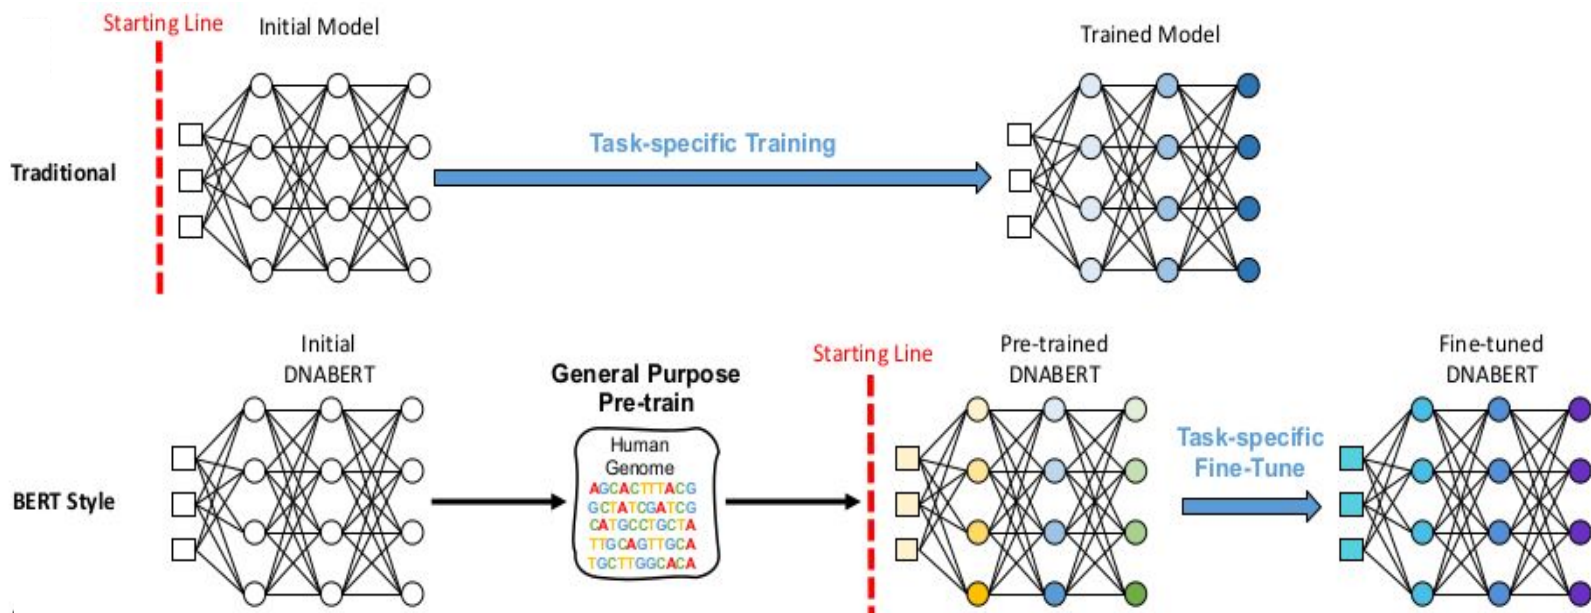 Starting Line
Initial Model
Trained Model
Traditional
Task-specific Training
Initial
DNABERT
General Purpose
Pre-train
Human
Genome
AGCACTTTACG
GCTATCGATCG
CATGCCTGCTA
TTGCAGTTGCA
TGCTTGGCACA
Starting Line
Pre-trained
DNABERT
Task-specific
Fine-Tune
Fine-tuned
DNABERT
BERT Style